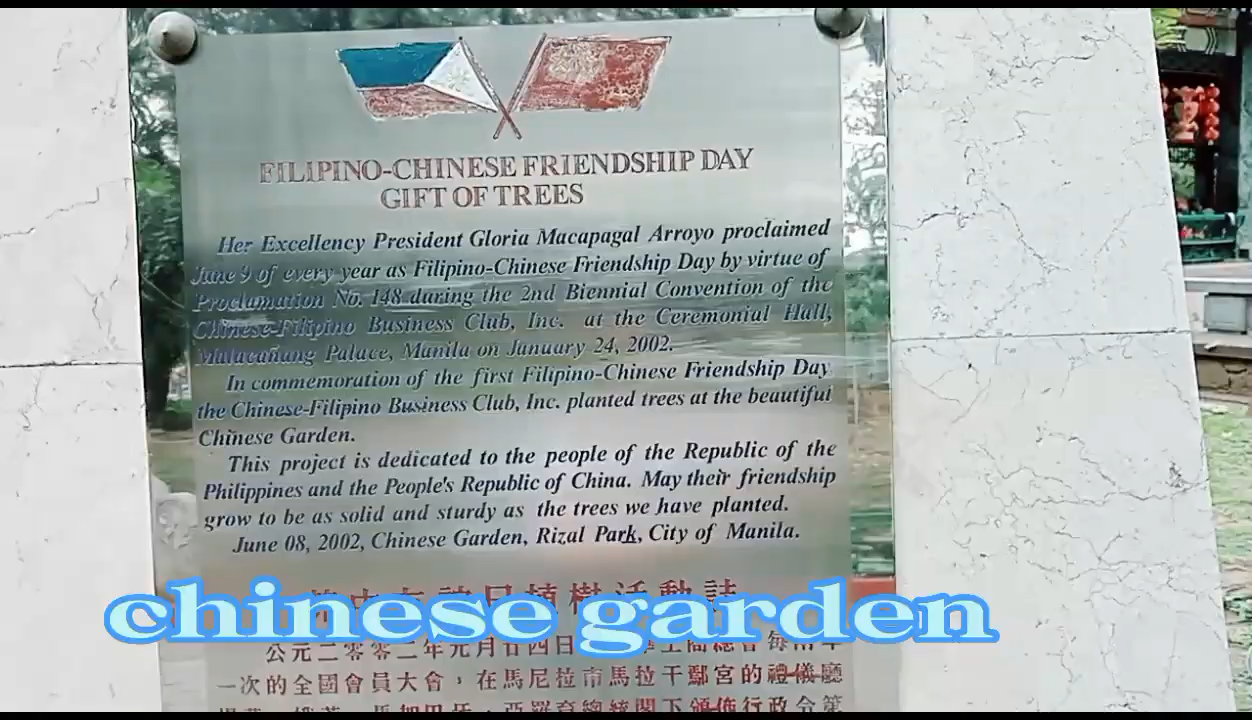 FILIPINO-CHINESE FRIENDSHIP DAY
GIFT OF TREES
Her Excellency President Gloria Macapagal Arroyo proclaimed
June 9 of every year as Filipino-Chinese Friendship Day by virtue of
Proclamation No. 148 during the 2nd Biennial Convention of the
Chinese-Filipino Business Club, Inc. at the Ceremonial Hall,
Malacañang Palace, Manila on January 24, 2002.
In commemoration of the first Filipino-Chinese Friendship Day
the Chinese-Filipino Business Club, Inc. planted trees at the beautiful
Chinese Garden.
This project is dedicated to the people of the Republic of the
Philippines and the People's Republic of China. May their friendship
grow to be as solid and sturdy as the trees we have planted.
June 08, 2002, Chinese Garden, Rizal Park, City of Manila.
日植樹活動誌
chinese garden
公元二零零二年元月廿四日
一次的全國會員大會，在馬尼拉市馬拉干鄢宮的禮儀廳